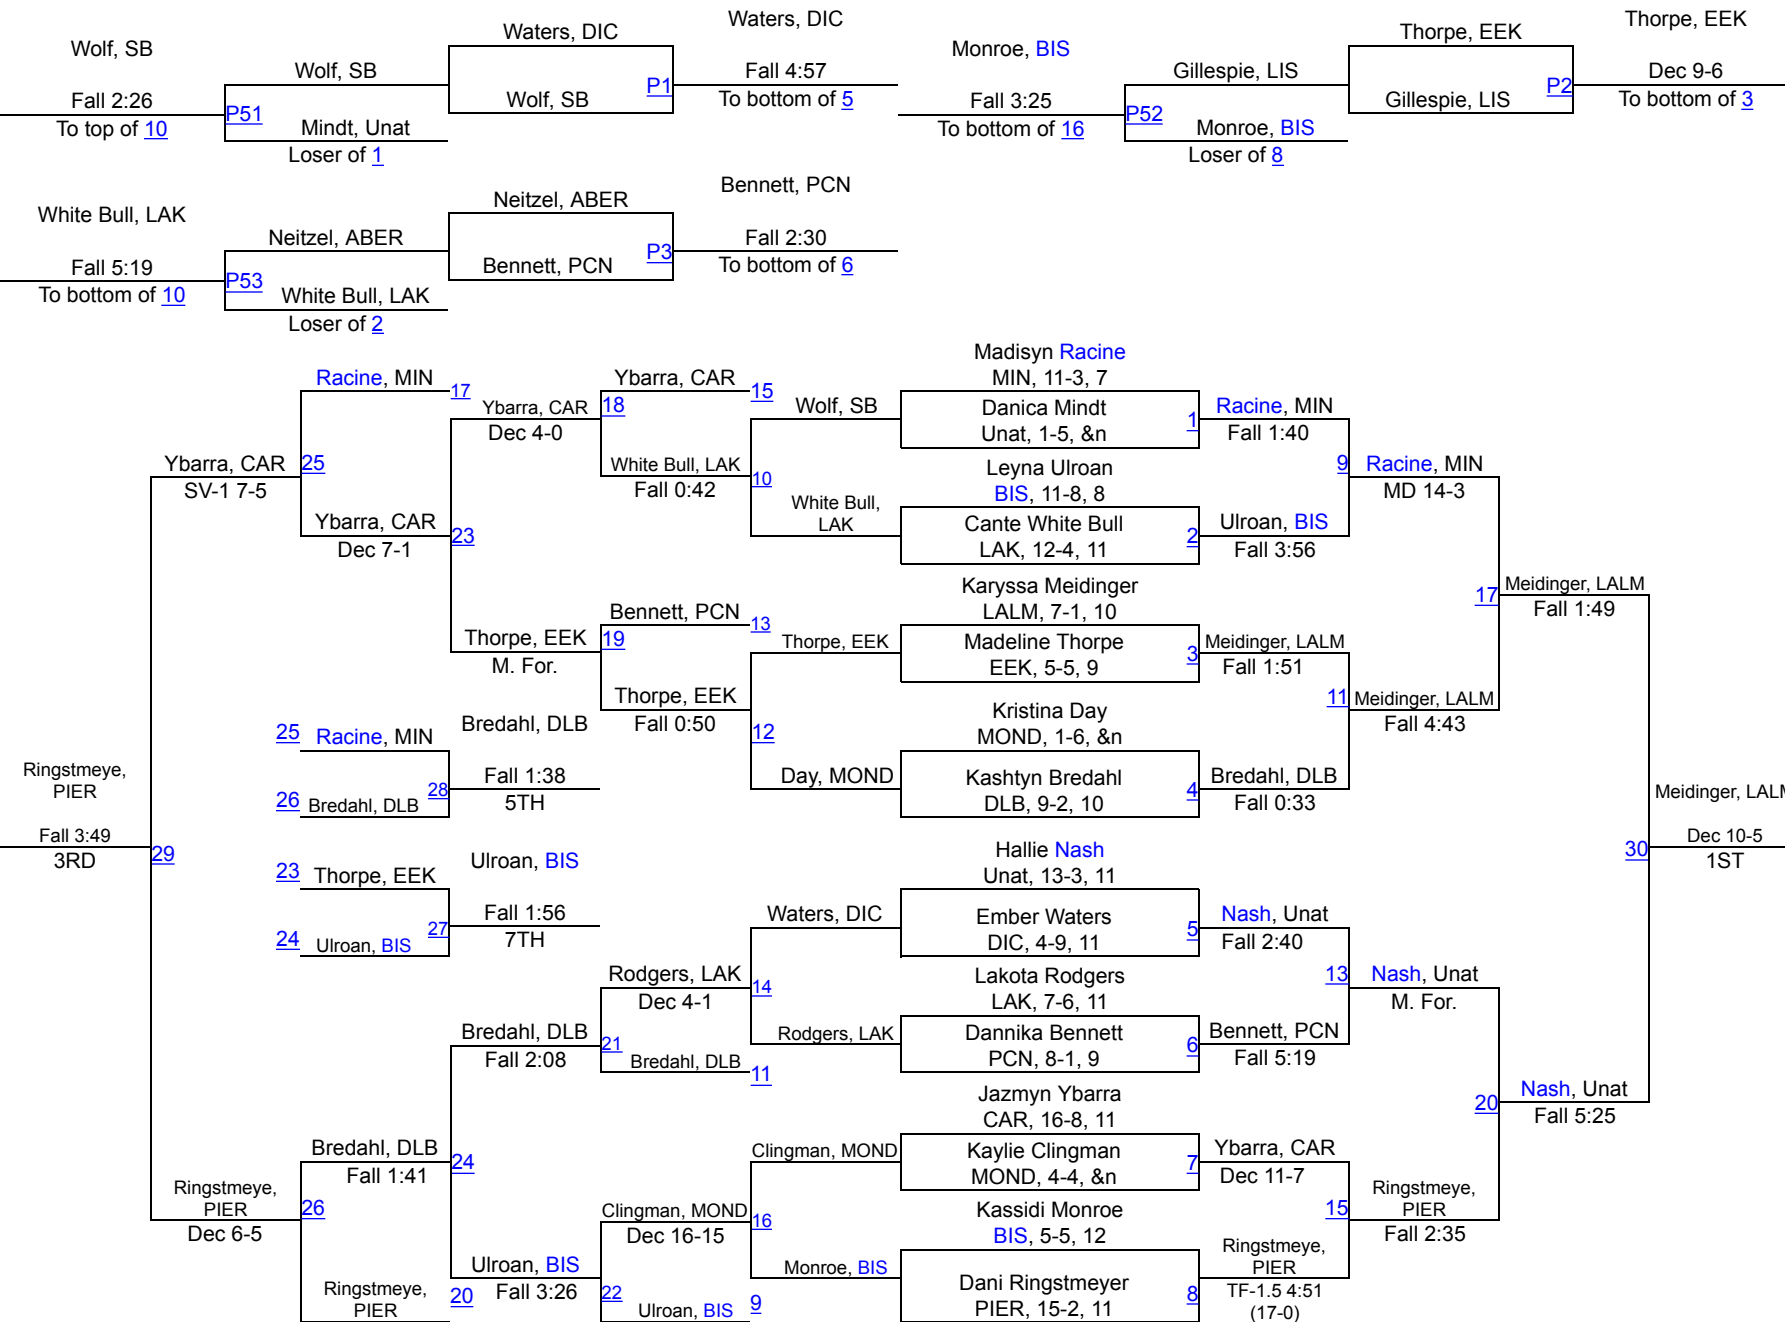 Wolf, SB
Fall 2:26
To top of 10
Wolf, SB
P51
Mindt, Unat
Loser of 1
Waters, DIC
Wolf, SB
P1
Waters, DIC
Fall 4:57
To bottom of 5
Monroe, BIS
Fall 3:25
To bottom of 16
Gillespie, LIS
P52
Monroe, BIS
Loser of 8
Thorpe, EEK
Gillespie, LIS
P2
Thorpe, EEK
Dec 9-6
To bottom of 3
White Bull, LAK
Fall 5:19
To bottom of 10
Neitzel, ABER
P53
White Bull, LAK
Loser of 2
Neitzel, ABER
Bennett, PCN
P3
Bennett, PCN
Fall 2:30
To bottom of 6
Madisyn Racine
MIN, 11-3, 7
Danica Mindt
Unat, 1-5, &n
1
Racine, MIN
Fall 1:40
Leyna Ulroan
BIS, 11-8, 8
Cante White Bull
LAK, 12-4, 11
2
Ulroan, BIS
Fall 3:56
9
Racine, MIN
MD 14-3
Karyssa Meidinger
LALM, 7-1, 10
Madeline Thorpe
EEK, 5-5, 9
3
Meidinger, LALM
Fall 1:51
Kristina Day
MOND, 1-6, &n
Kashtyn Bredahl
DLB, 9-2, 10
4
Bredahl, DLB
Fall 0:33
11
Meidinger, LALM
Fall 4:43
17
Meidinger, LALM
Fall 1:49
Hallie Nash
Unat, 13-3, 11
Ember Waters
DIC, 4-9, 11
5
Nash, Unat
Fall 2:40
Lakota Rodgers
LAK, 7-6, 11
Dannika Bennett
PCN, 8-1, 9
6
Bennett, PCN
Fall 5:19
13
Nash, Unat
M. For.
Jazmyn Ybarra
CAR, 16-8, 11
Kaylie Clingman
MOND, 4-4, &n
7
Ybarra, CAR
Dec 11-7
Kassidi Monroe
BIS, 5-5, 12
Dani Ringstmeyer
PIER, 15-2, 11
8
Ringstmeye,
PIER
TF-1.5 4:51
(17-0)
15
Ringstmeye,
PIER
Fall 2:35
20
Nash, Unat
Fall 5:25
30
Meidinger, LALM
Dec 10-5
1ST
Wolf, SB
10
White Bull,
LAK
Ybarra, CAR
15
18
White Bull, LAK
Fall 0:42
Ybarra, CAR
Dec 4-0
Racine, MIN
17
25
Ybarra, CAR
Dec 7-1
23
Ybarra, CAR
SV-1 7-5
Thorpe, EEK
12
Day, MOND
Bennett, PCN
13
19
Thorpe, EEK
Fall 0:50
Thorpe, EEK
M. For.
25
Racine, MIN
26
Bredahl, DLB
28
Bredahl, DLB
Fall 1:38
5TH
23
Thorpe, EEK
24
Ulroan, BIS
27
Ulroan, BIS
Fall 1:56
7TH
Ringstmeye,
PIER
Fall 3:49
3RD
29
Waters, DIC
14
Rodgers, LAK
Rodgers, LAK
Dec 4-1
21
Bredahl, DLB
11
Bredahl, DLB
Fall 2:08
Bredahl, DLB
Fall 1:41
24
Clingman, MOND
16
Monroe, BIS
Clingman, MOND
Dec 16-15
22
Ulroan, BIS
9
Ulroan, BIS
Fall 3:26
Ringstmeye,
PIER
Dec 6-5
26
Ringstmeye,
PIER
20